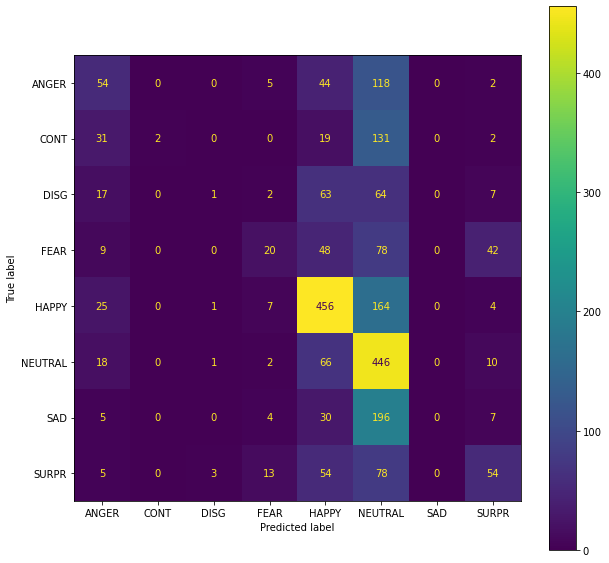 ANGER 54 0 0 5 44 118 0 2
CONT 31 2 0 0 19 131 0 2
DISG 17 0 1 2 63 64 0 7
FEAR 9 0 0 20 48 78 0 42
HAPPY 25 0 1 7 456 164 0 4
NEUTRAL 18 0 1 2 66 446 0 10
SAD 5 0 0 4 30 196 0 7
SURPR 5 0 3 13 54 78 0 54
ANGER CONT DISG FEAR HAPPY NEUTRAL SAD SURPR
Predicted label
True label
400
300
200
100
0